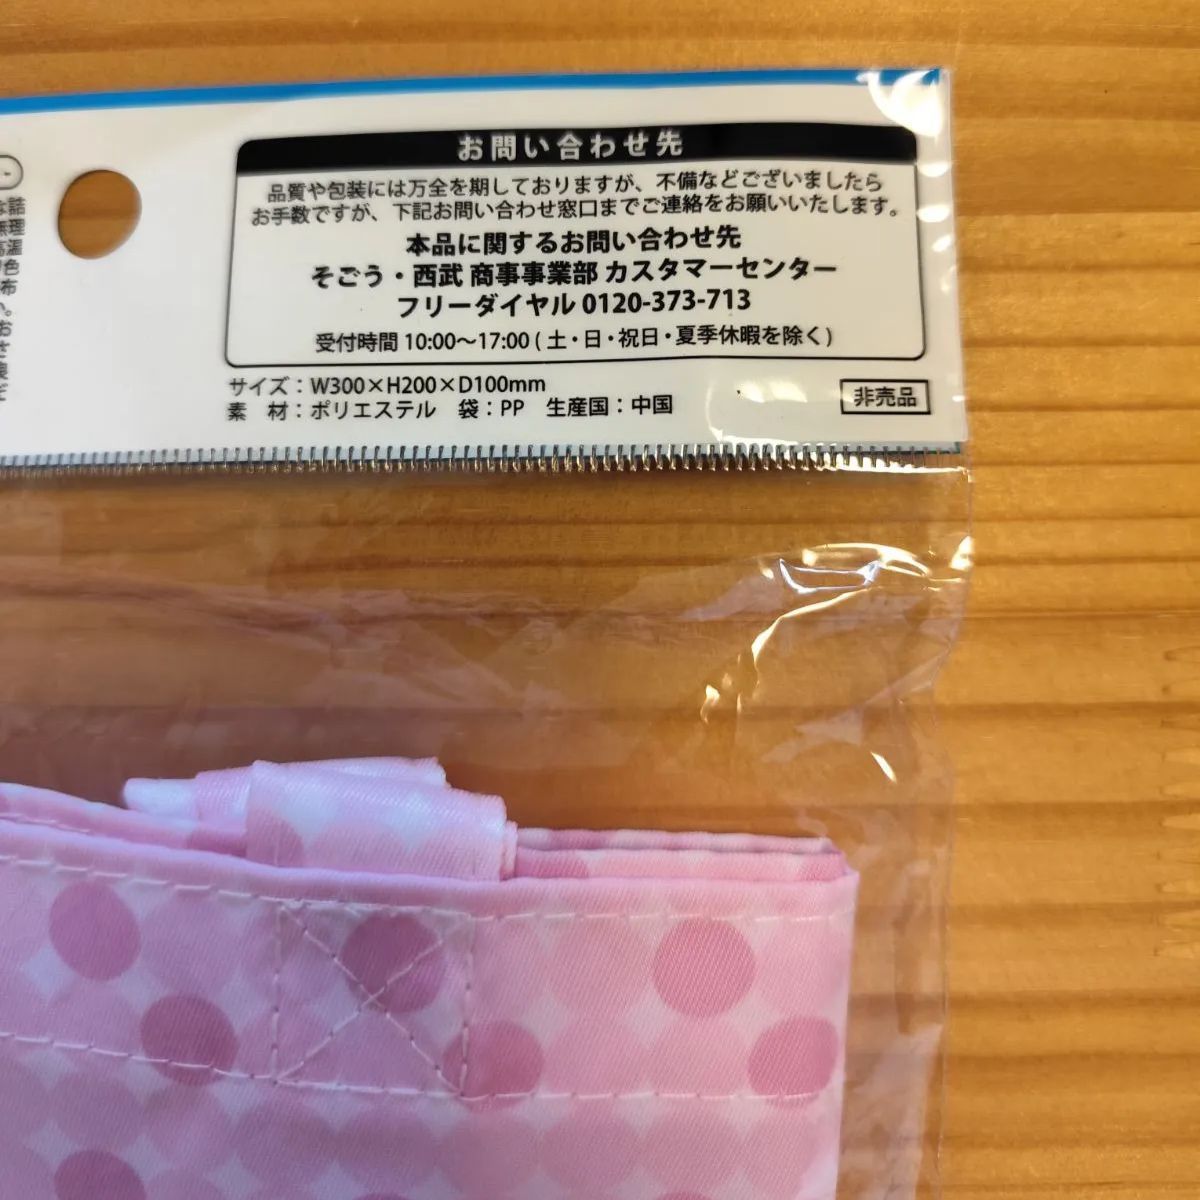 お問い合わせ先
品質や包装には万全を期しておりますが、不備などございましたら
お手数ですが、下記お問い合わせ窓口までご連絡をお願いいたします。
本品に関するお問い合わせ先
そごう・西武 商事事業部 カスタマーセンター
フリーダイヤル 0120-373-713
受付時間 10:00～17:00 ( 土・日・祝日・夏季休暇を除く )
サイズ：W300×H200×D100mm
素 材：ポリエステル 袋：PP 生産国：中国
非売品